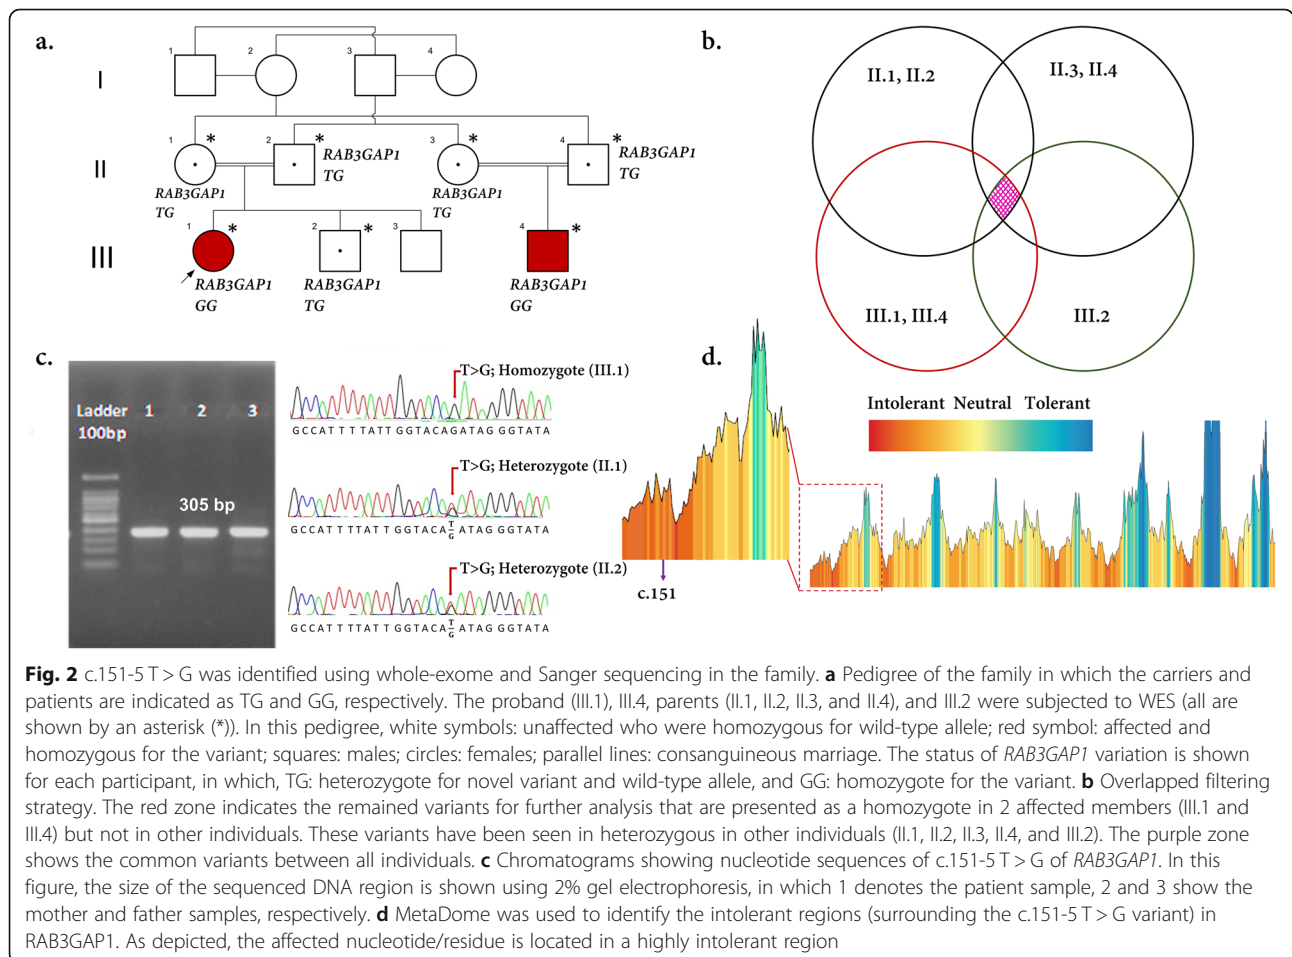 a.
1
2
3
4
I
1
*
2
*
RAB3GAP1
TG
3
*
4
*
RAB3GAP1
TG
II
RAB3GAP1
TG
RAB3GAP1
TG
1
*
2
*
3
4
*
III
RAB3GAP1
GG
RAB3GAP1
TG
RAB3GAP1
GG
b.
II.1, II.2
II.3, II.4
III.1, III.4
III.2
c.
Ladder
100bp
1
2
3
305 bp
T>G; Homozygote (III.1)
GCCATTTTATTGGTACAGATAGGGTATA
T>G; Heterozygote (II.1)
GCCATTTTATTGGTACA T/G ATAGGGTATA
T>G; Heterozygote (II.2)
GCCATTTTATTGGTACA T/G ATAGGGTATA
d.
Intolerant Neutral Tolerant
c.151
Fig. 2 c.151-5 T > G was identified using whole-exome and Sanger sequencing in the family. a Pedigree of the family in which the carriers and
patients are indicated as TG and GG, respectively. The proband (III.1), III.4, parents (II.1, II.2, II.3, and II.4), and III.2 were subjected to WES (all are
shown by an asterisk (*)). In this pedigree, white symbols: unaffected who were homozygous for wild-type allele; red symbol: affected and
homozygous for the variant; squares: males; circles: females; parallel lines: consanguineous marriage. The status of RAB3GAP1 variation is shown
for each participant, in which, TG: heterozygote for novel variant and wild-type allele, and GG: homozygote for the variant. b Overlapped filtering
strategy. The red zone indicates the remained variants for further analysis that are presented as a homozygote in 2 affected members (III.1 and
III.4) but not in other individuals. These variants have been seen in heterozygous in other individuals (II.1, II.2, II.3, II.4, and III.2). The purple zone
shows the common variants between all individuals. c Chromatograms showing nucleotide sequences of c.151-5 T > G of RAB3GAP1. In this
figure, the size of the sequenced DNA region is shown using 2% gel electrophoresis, in which 1 denotes the patient sample, 2 and 3 show the
mother and father samples, respectively. d MetaDome was used to identify the intolerant regions (surrounding the c.151-5 T > G variant) in
RAB3GAP1. As depicted, the affected nucleotide/residue is located in a highly intolerant region